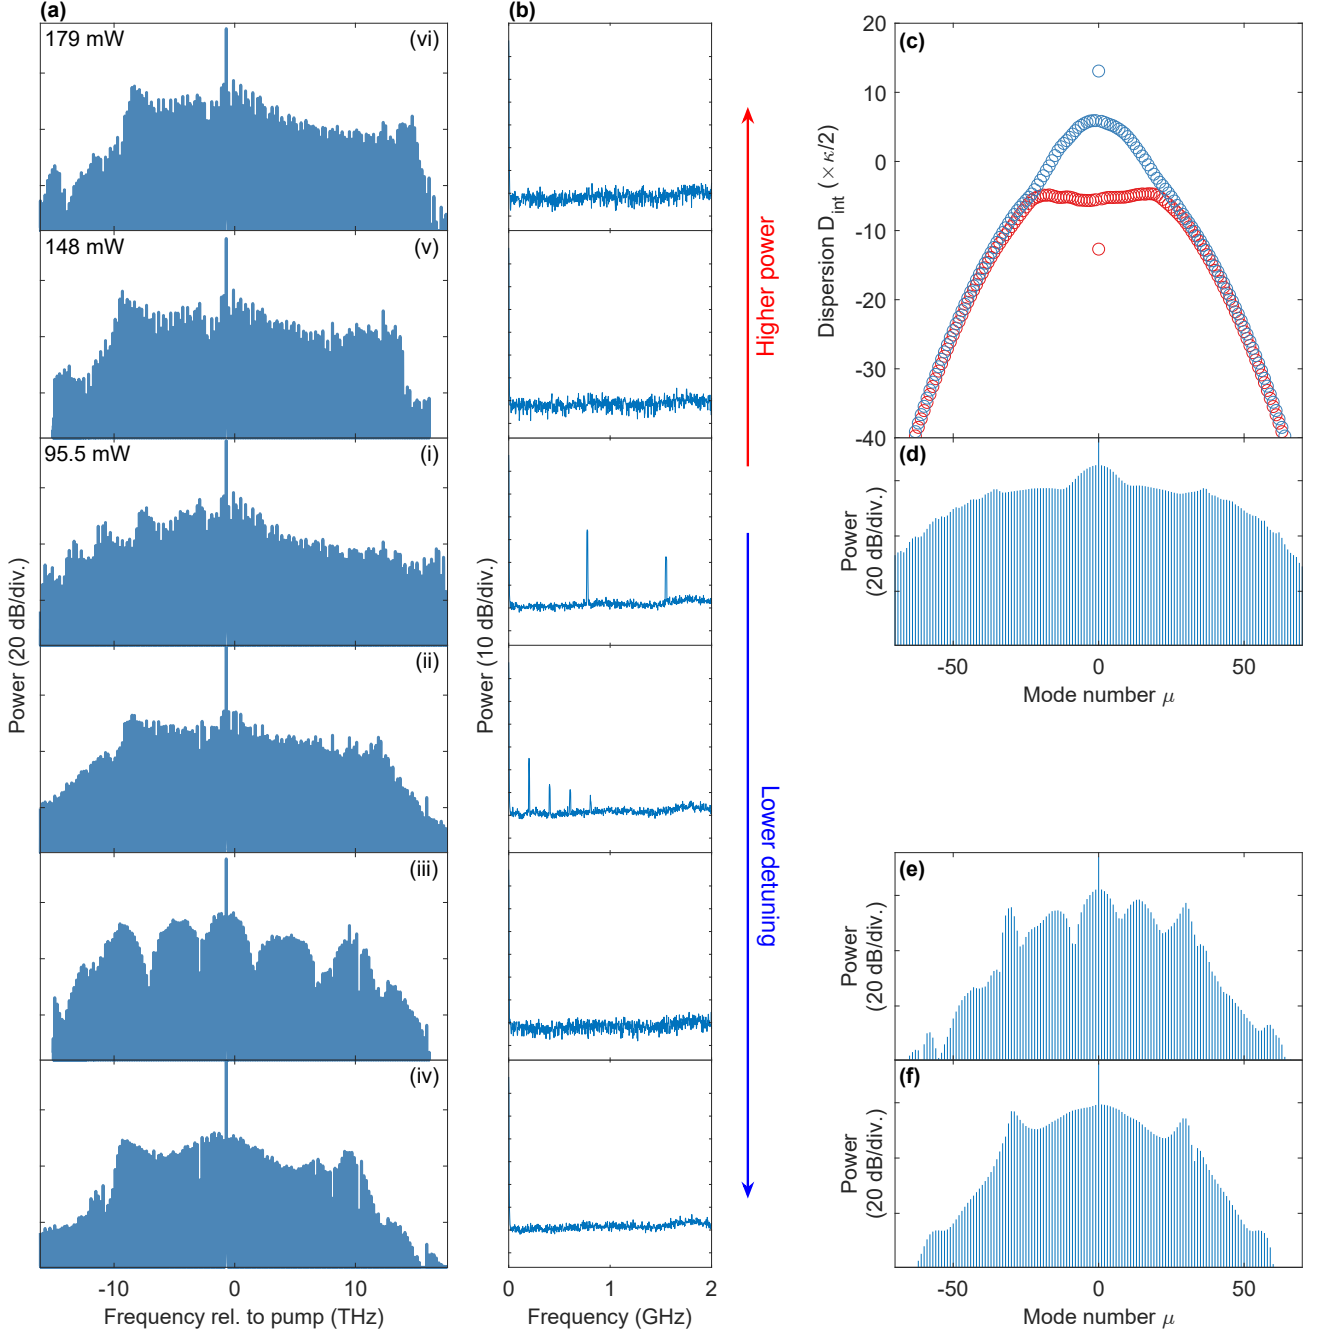 (a)
(b)
179 mW
(vi)
148 mW
(v)
95.5 mW
(i)
(ii)
(iii)
(iv)
Power (20 dB/div.)
-10
0
10
Frequency rel. to pump (THz)
Power (10 dB/div.)
0
1
2
Frequency (GHz)
Higher power
Lower detuning
(c)
20
10
0
-10
-20
-30
-40
Dispersion D_int (× κ/2)
(d)
Power
(20 dB/div.)
-50
0
50
Mode number μ
(e)
Power
(20 dB/div.)
(f)
Power
(20 dB/div.)
-50
0
50
Mode number μ